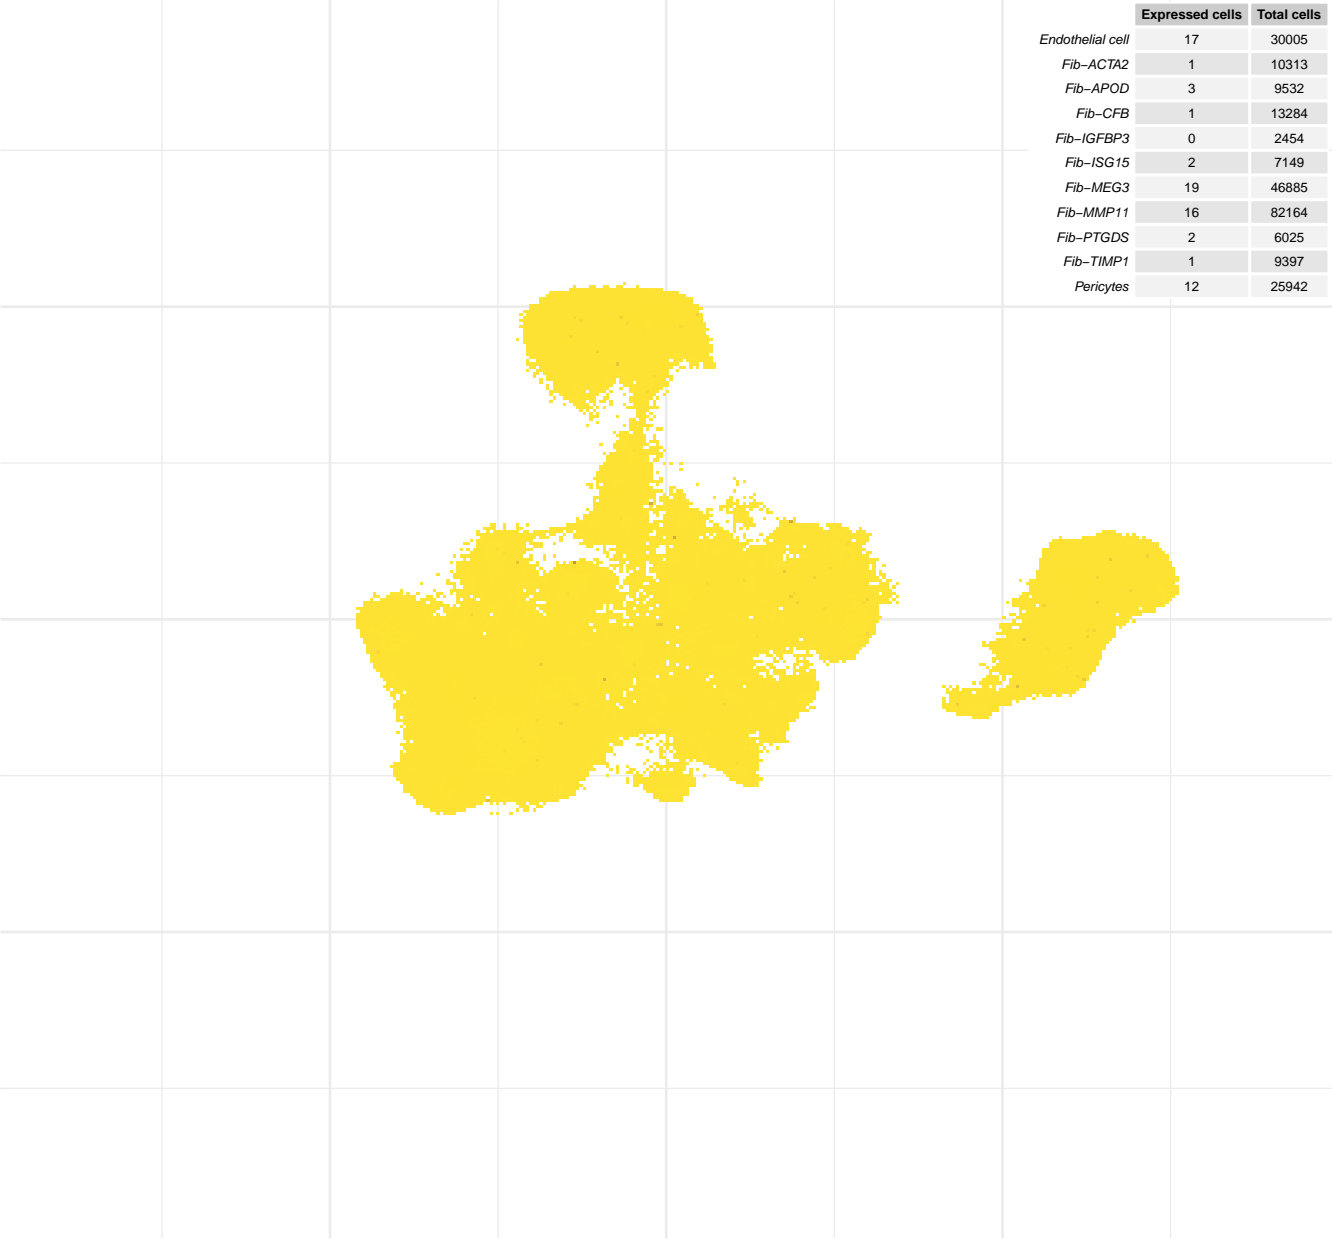 Expressed cells Total cells
Endothelial cell 17 30005
Fib−ACTA2 1 10313
Fib−APOD 3 9532
Fib−CFB 1 13284
Fib−IGFBP3 0 2454
Fib−ISG15 2 7149
Fib−MEG3 19 46885
Fib−MMP11 16 82164
Fib−PTGDS 2 6025
Fib−TIMP1 1 9397
Pericytes 12 25942